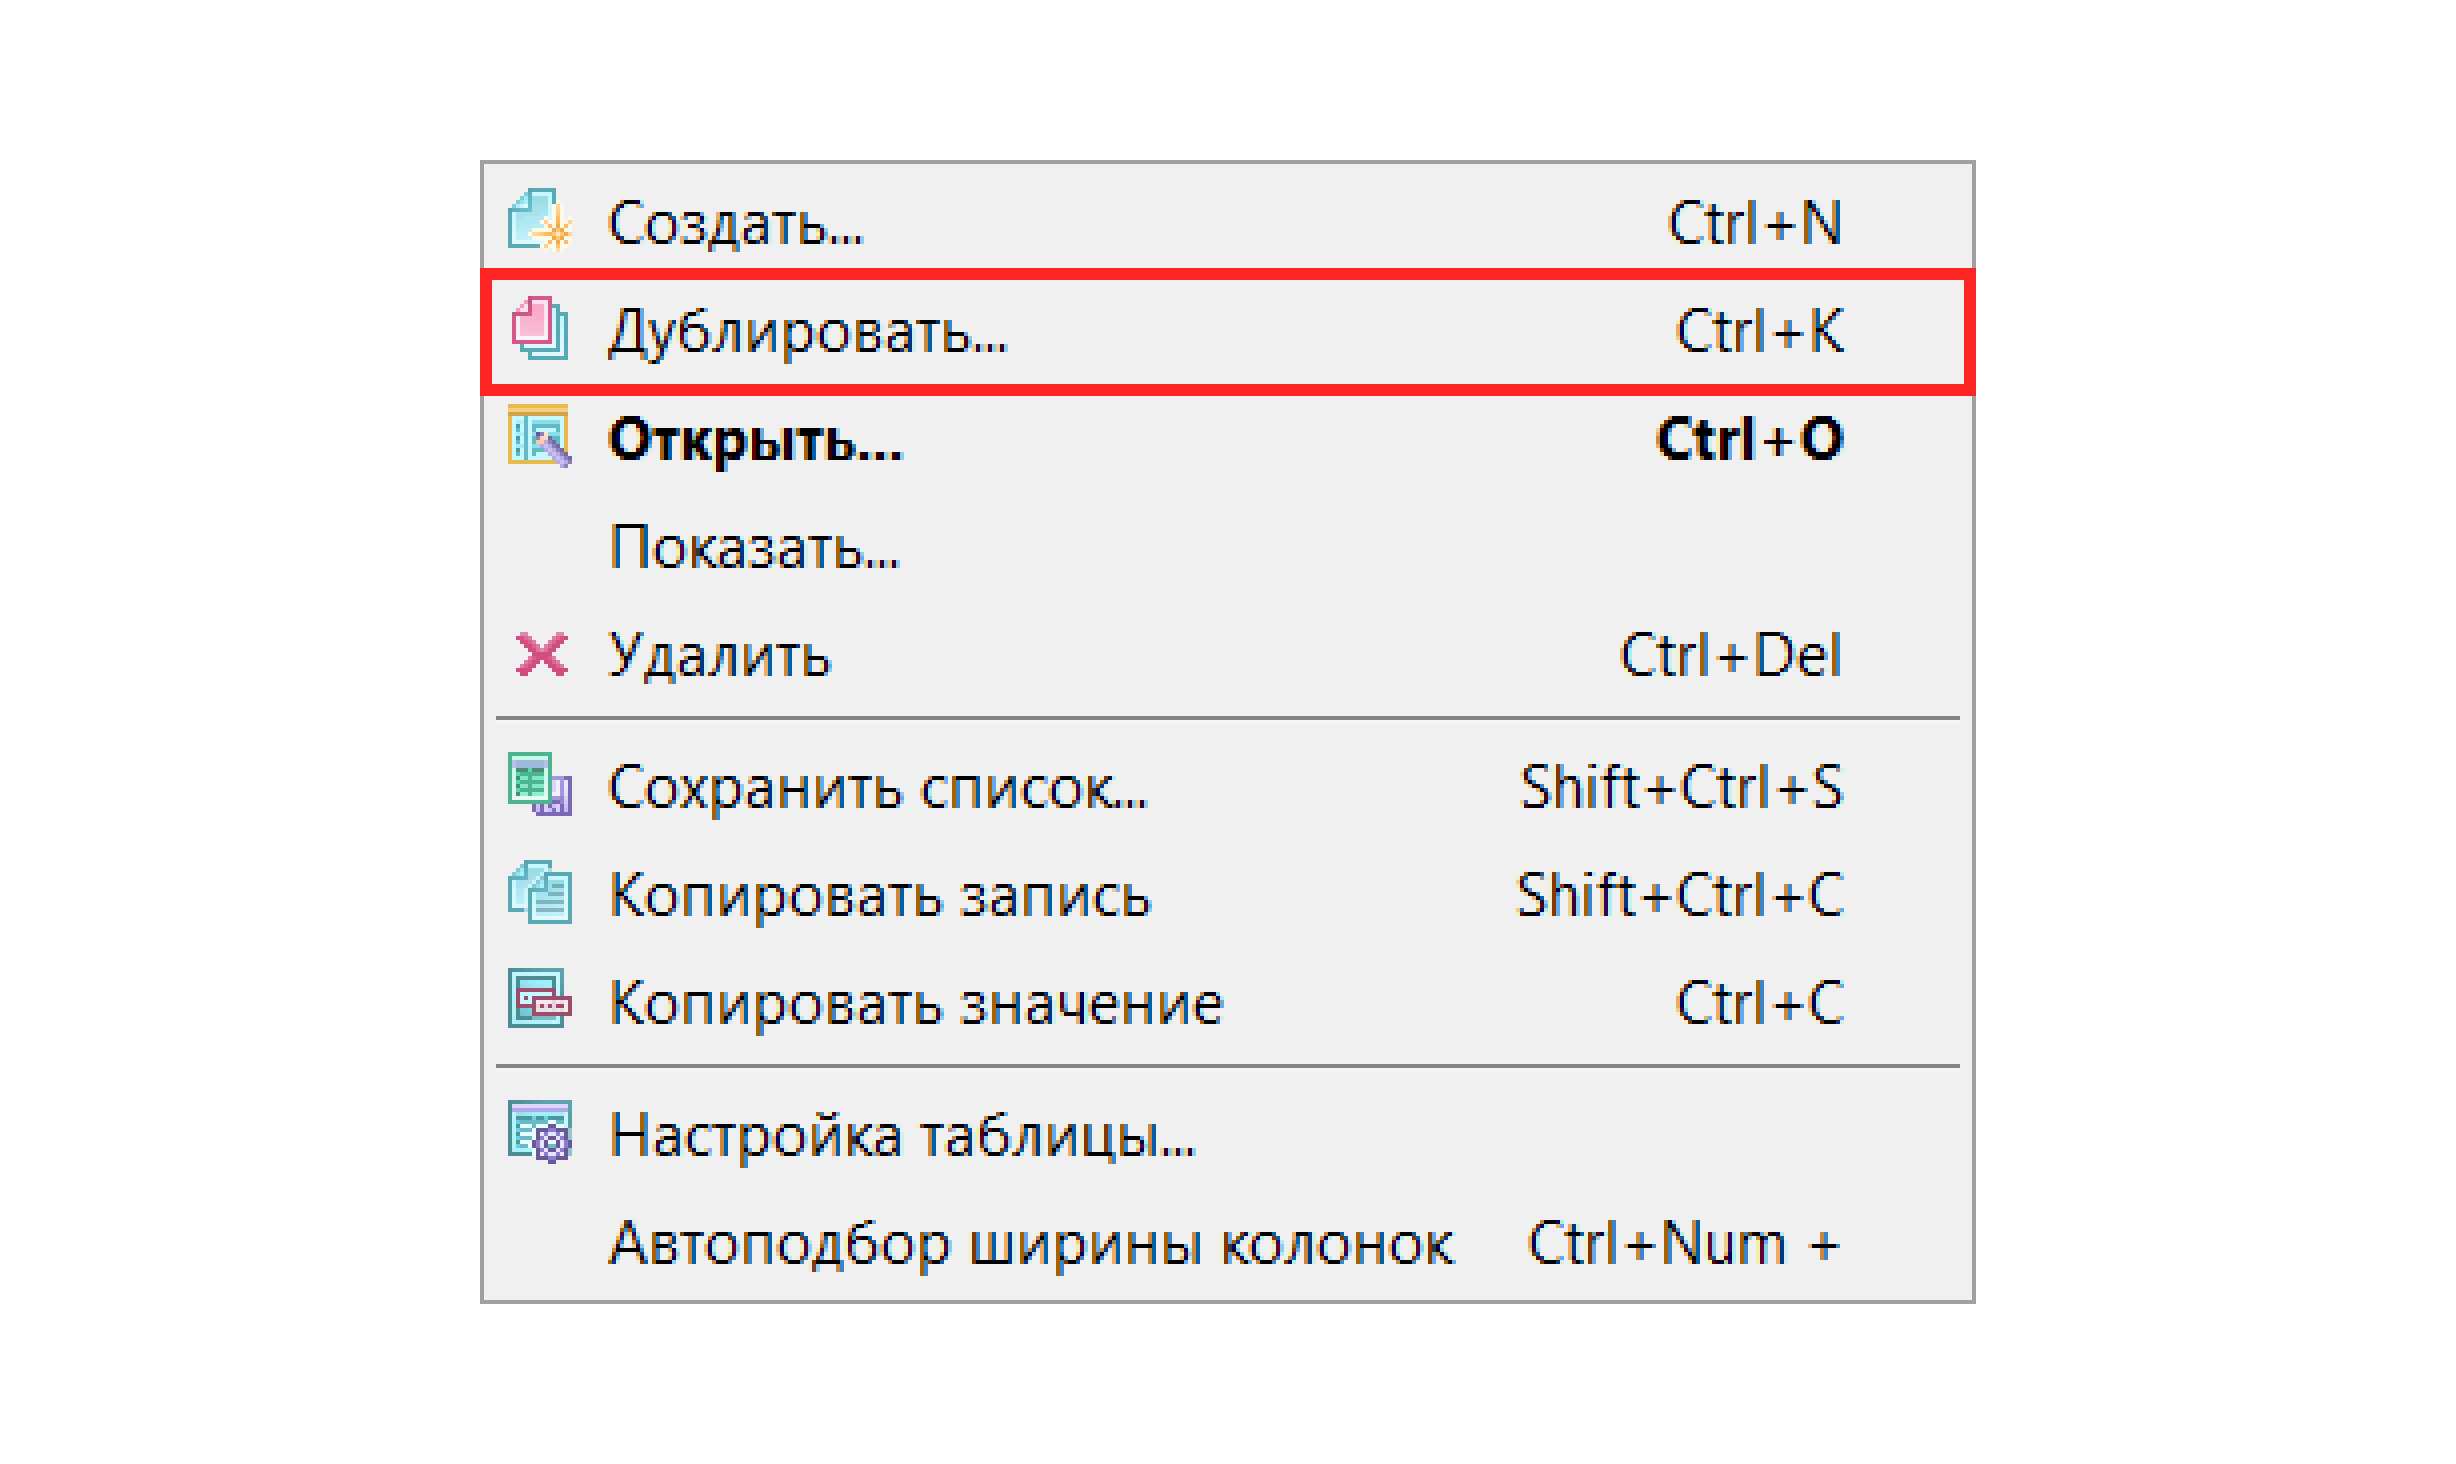 Создать... Ctrl+N
Дублировать... Ctrl+K
Открыть... Ctrl+O
Показать...
Удалить Ctrl+Del
Сохранить список... Shift+Ctrl+S
Копировать запись Shift+Ctrl+C
Копировать значение Ctrl+C
Настройка таблицы...
Автоподбор ширины колонок Ctrl+Num +